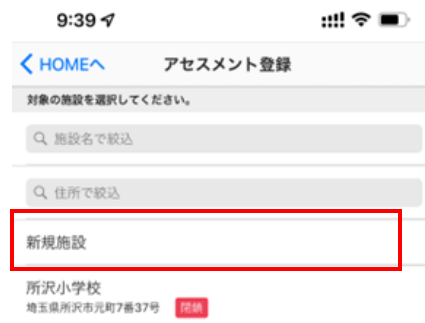 9:39
HOMEへ
アセスメント登録
対象の施設を選択してください。
施設名で絞込
住所で絞込
新規施設
所沢小学校
埼玉県所沢市元町7番37号 閉鎖